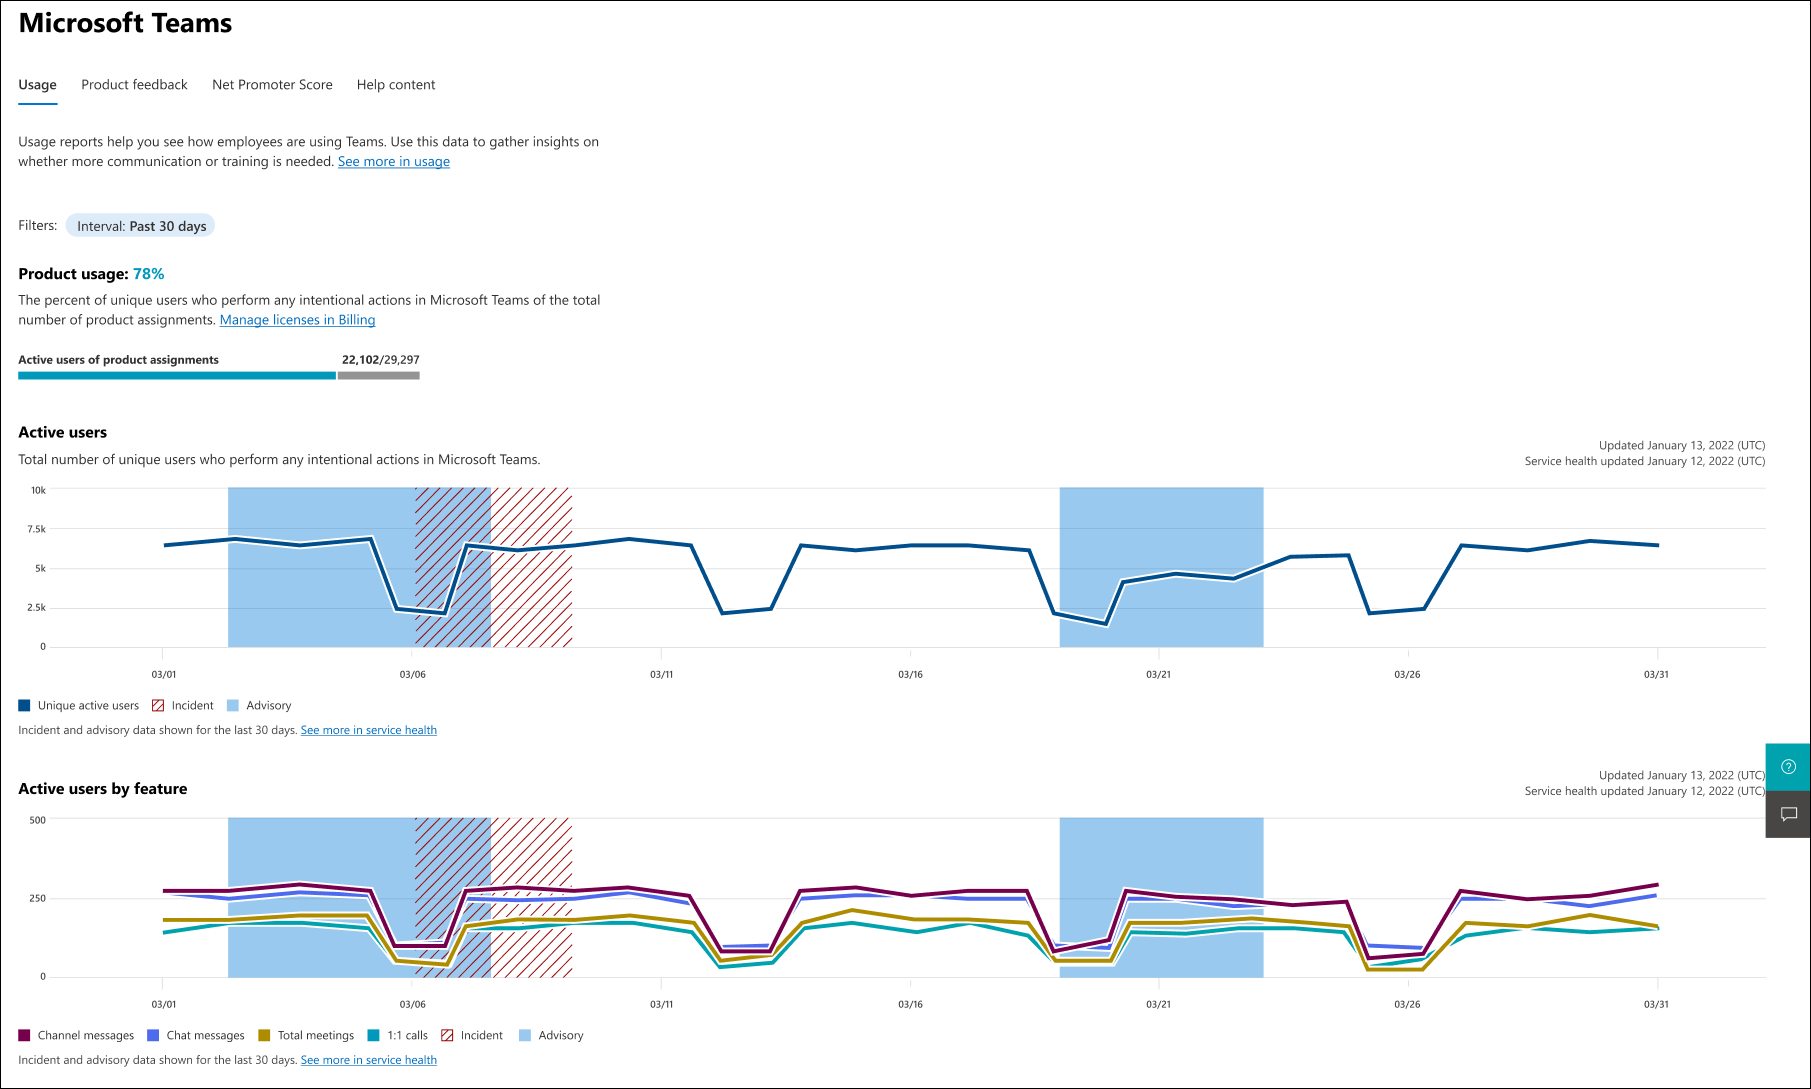 Microsoft Teams
Usage Product feedback Net Promoter Score Help content
Usage reports help you see how employees are using Teams. Use this data to gather insights on
whether more communication or training is needed. See more in usage
Filters: Interval: Past 30 days
Product usage: 78%
The percent of unique users who perform any intentional actions in Microsoft Teams of the total
number of product assignments. Manage licenses in Billing
Active users of product assignments 22,102/29,297
Active users
Updated January 13, 2022 (UTC)
Total number of unique users who perform any intentional actions in Microsoft Teams.
Service health updated January 12, 2022 (UTC)
10k
7.5k
5k
2.5k
0
03/01 03/06 03/11 03/16 03/21 03/26 03/31
Unique active users Incident Advisory
Incident and advisory data shown for the last 30 days. See more in service health
Updated January 13, 2022 (UTC)
Active users by feature
Service health updated January 12, 2022 (UTC)
500
250
0
03/01 03/06 03/11 03/16 03/21 03/26 03/31
Channel messages Chat messages Total meetings 1:1 calls Incident Advisory
Incident and advisory data shown for the last 30 days. See more in service health